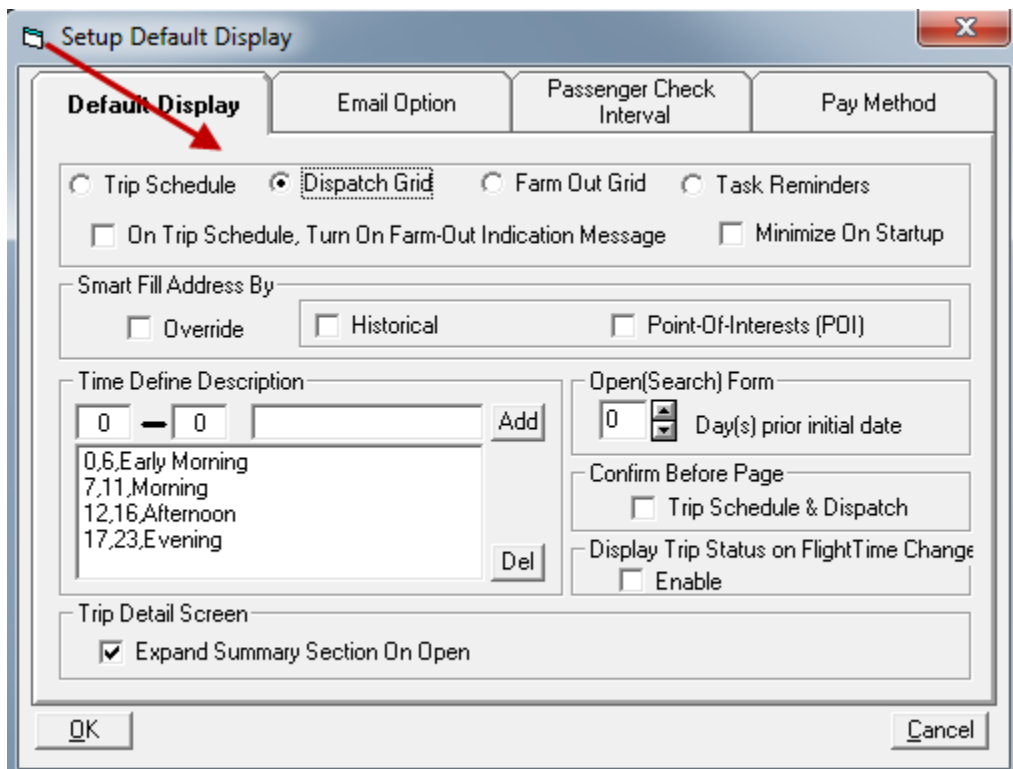 Setup Default Display
Default Display
Email Option
Passenger Check
Interval
Pay Method
Trip Schedule Dispatch Grid Farm Out Grid Task Reminders
On Trip Schedule, Turn On Farm-Out Indication Message Minimize On Startup
Smart Fill Address By
Override Historical Point-Of-Interests (POI)
Time Define Description
0 0 Add
0,6,Early Morning
7,11,Morning
12,16,Afternoon
17,23,Evening
Del
Open(Search) Form
0 Day(s) prior initial date
Confirm Before Page
Trip Schedule & Dispatch
Display Trip Status on FlightTime Change
Enable
Trip Detail Screen
Expand Summary Section On Open
OK Cancel